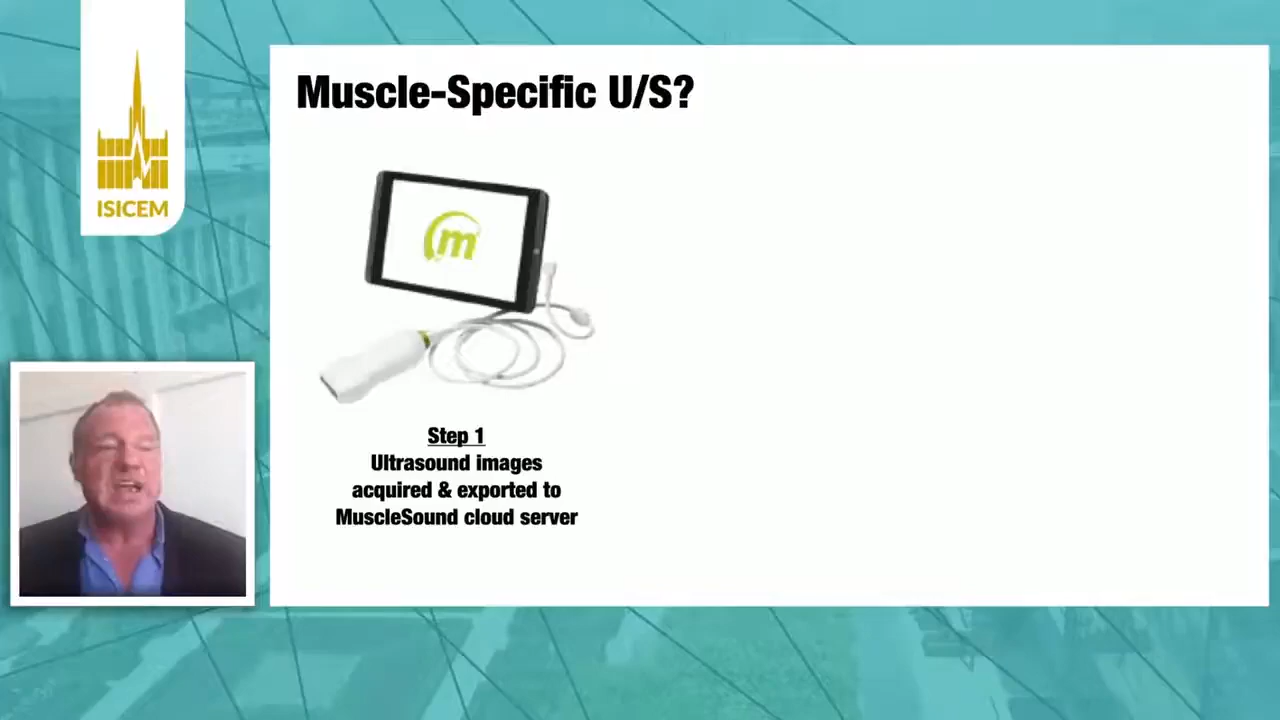 Muscle-Specific U/S?
ISICEM
m
Step 1
Ultrasound images
acquired & exported to
MuscleSound cloud server